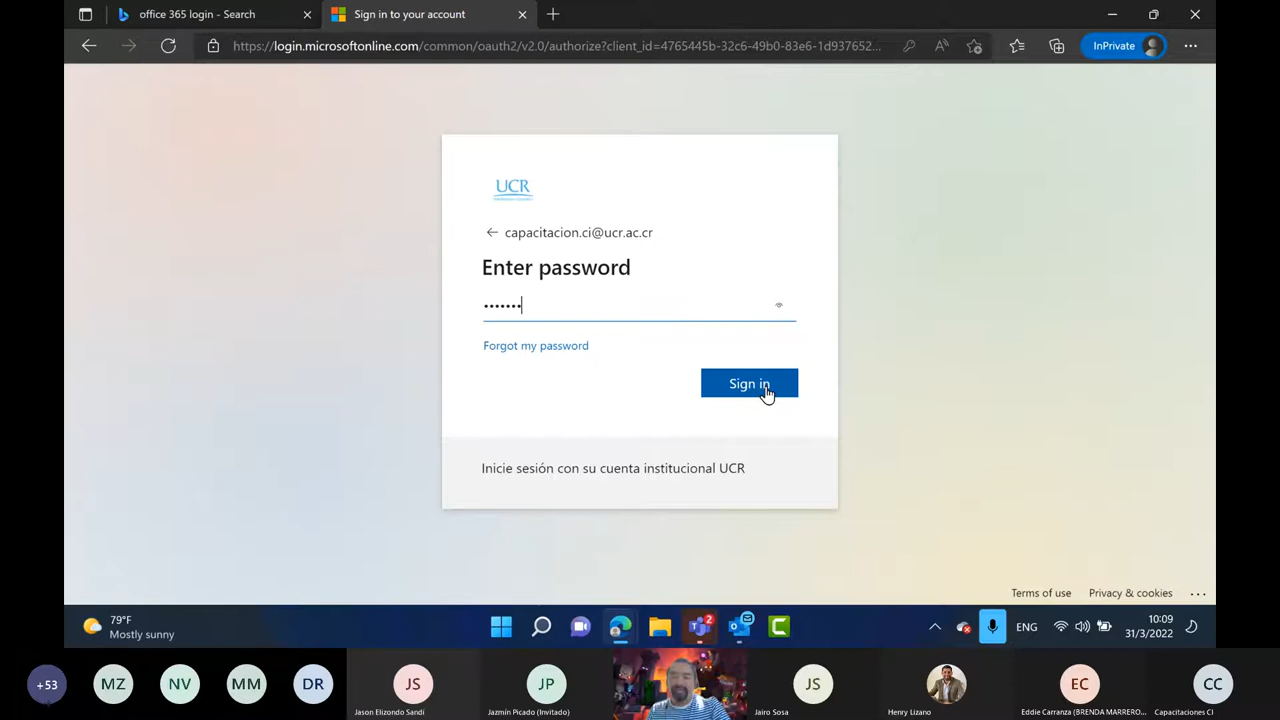 office 365 login - Search
Sign in to your account
https://login.microsoftonline.com/common/oauth2/v2.0/authorize?client_id=4765445b-32c6-49b0-83e6-1d937652...
InPrivate
UCR
capacitacion.ci@ucr.ac.cr
Enter password
Forgot my password
Sign in
Inicie sesión con su cuenta institucional UCR
Terms of use
Privacy & cookies
79°F
Mostly sunny
2
ENG
10:09
31/3/2022
+53
MZ
NV
MM
DR
JS
JP
JS
EC
CC
Jason Elizondo Sandí
Jazmín Picado (Invitado)
Jairo Sosa
Henry Lizano
Eddie Carranza (BRENDA MARRERO...
Capacitaciones CI